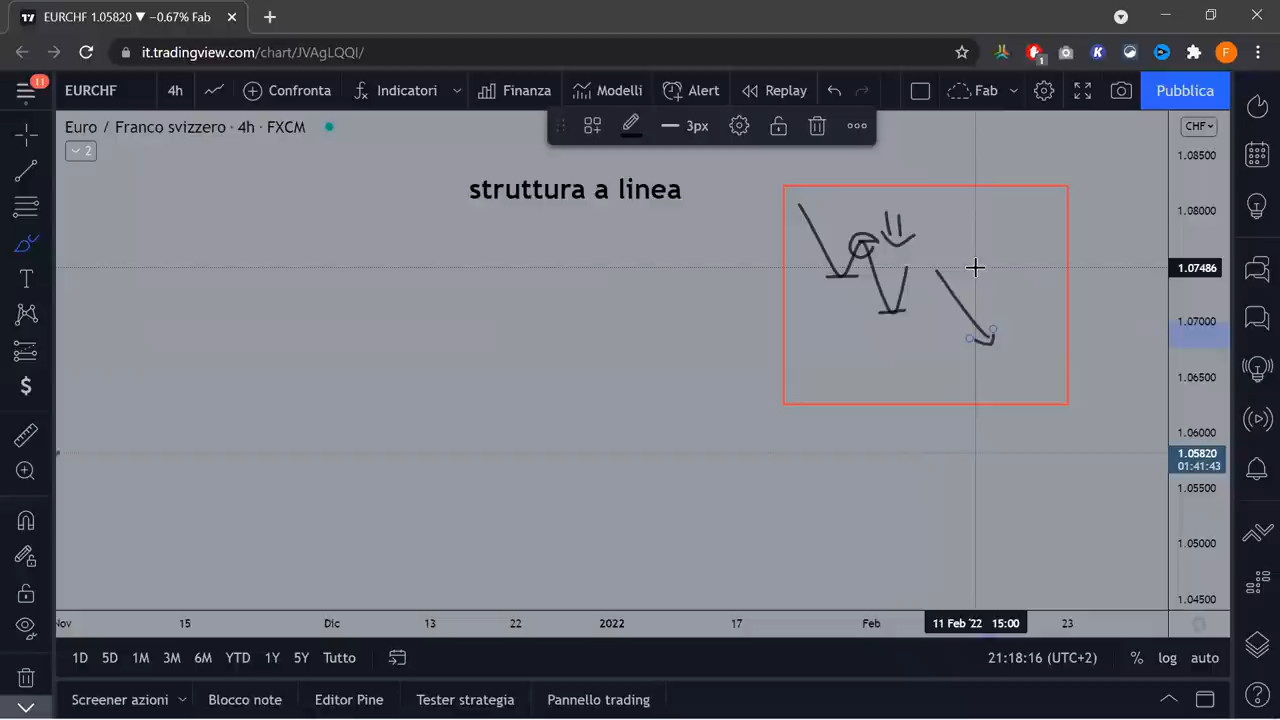 EURCHF 1.05820 ▼ −0.67% Fab
it.tradingview.com/chart/JVAgLQQI/
1
11
EURCHF 4h Confronta Indicatori Finanza Modelli Alert Replay Fab Pubblica
3px
Euro / Franco svizzero · 4h · FXCM
2
CHF
struttura a linea
1.08500
1.08000
1.07486
1.07000
1.06500
1.06000
1.05820
01:41:43
1.05500
1.05000
1.04500
Nov 15 Dic 13 22 2022 17 Feb 11 Feb '22 15:00 23
1D 5D 1M 3M 6M YTD 1Y 5Y Tutto 21:18:16 (UTC+2) % log auto
Screener azioni Blocco note Editor Pine Tester strategia Pannello trading